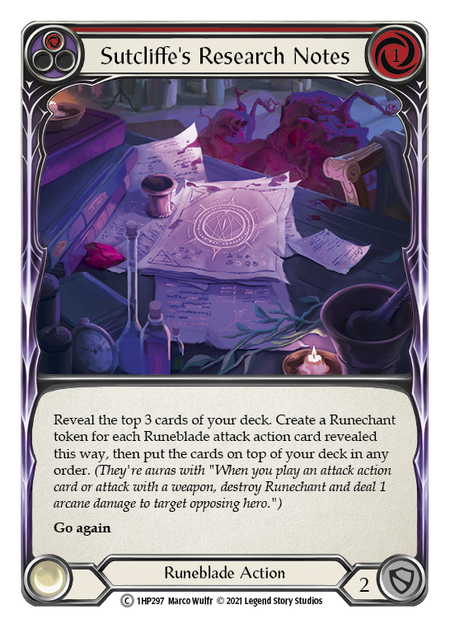 Sutcliffe's Research Notes
1
Reveal the top 3 cards of your deck. Create a Runechant
token for each Runeblade attack action card revealed
this way, then put the cards on top of your deck in any
order. (They're auras with "When you play an attack action
card or attack with a weapon, destroy Runechant and deal 1
arcane damage to target opposing hero.")
Go again
Runeblade Action
2
C 1HP297 Marco Wulfr © 2021 Legend Story Studios